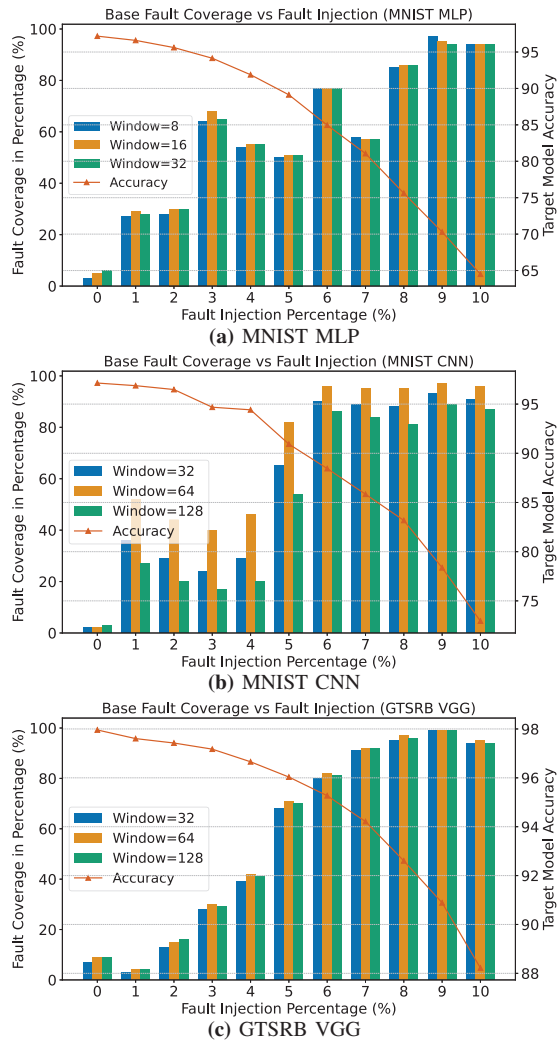 Base Fault Coverage vs Fault Injection (MNIST MLP)
Fault Coverage in Percentage (%)
100
80
60
40
20
0
Window=8
Window=16
Window=32
Accuracy
95
90
85
80
75
70
65
Target Model Accuracy
0 1 2 3 4 5 6 7 8 9 10
Fault Injection Percentage (%)
(a) MNIST MLP
Base Fault Coverage vs Fault Injection (MNIST CNN)
Fault Coverage in Percentage (%)
100
80
60
40
20
0
Window=32
Window=64
Window=128
Accuracy
95
90
85
80
75
Target Model Accuracy
0 1 2 3 4 5 6 7 8 9 10
Fault Injection Percentage (%)
(b) MNIST CNN
Base Fault Coverage vs Fault Injection (GTSRB VGG)
Fault Coverage in Percentage (%)
100
80
60
40
20
0
Window=32
Window=64
Window=128
Accuracy
98
96
94
92
90
88
Target Model Accuracy
0 1 2 3 4 5 6 7 8 9 10
Fault Injection Percentage (%)
(c) GTSRB VGG